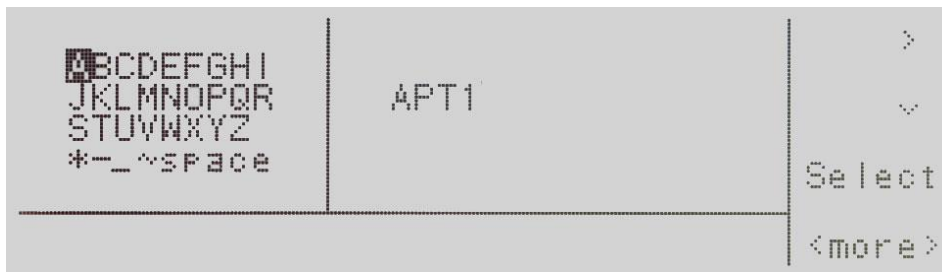 ABCDEFGHI
JKLMNOPQR
STUVWXYZ
*-_~space
APT1
>
⌄
Select
<more>